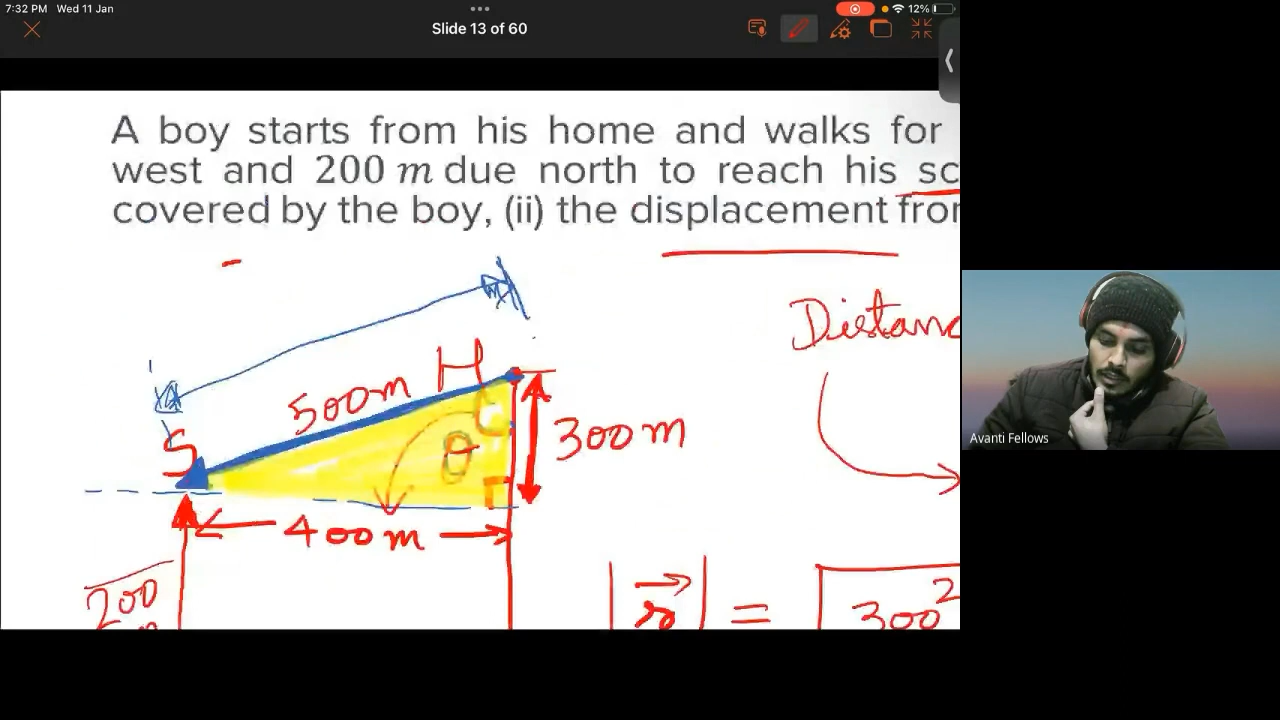 7:32 PM Wed 11 Jan
12%
Slide 13 of 60
A boy starts from his home and walks for
west and 200 m due north to reach his sc
covered by the boy, (ii) the displacement from
Distanc
H
500m
S
θ
300m
400m
200
|r| = 300²
Avanti Fellows